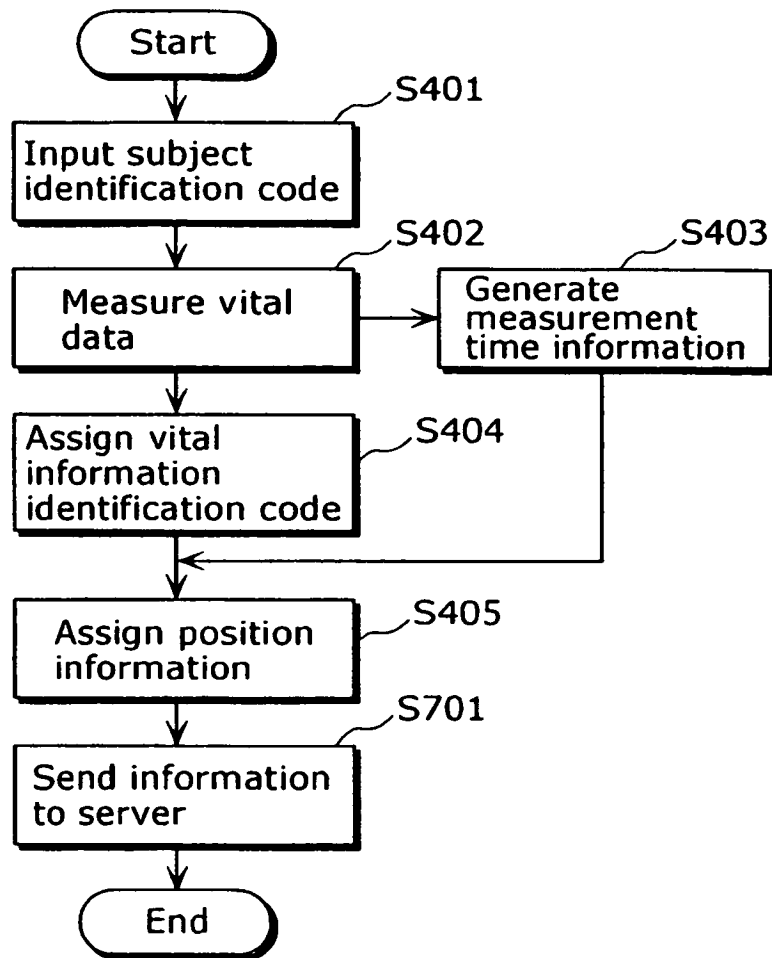 Start
S401
Input subject
identification code
S402
Measure vital
data
S403
Generate
measurement
time information
S404
Assign vital
information
identification code
S405
Assign position
information
S701
Send information
to server
End